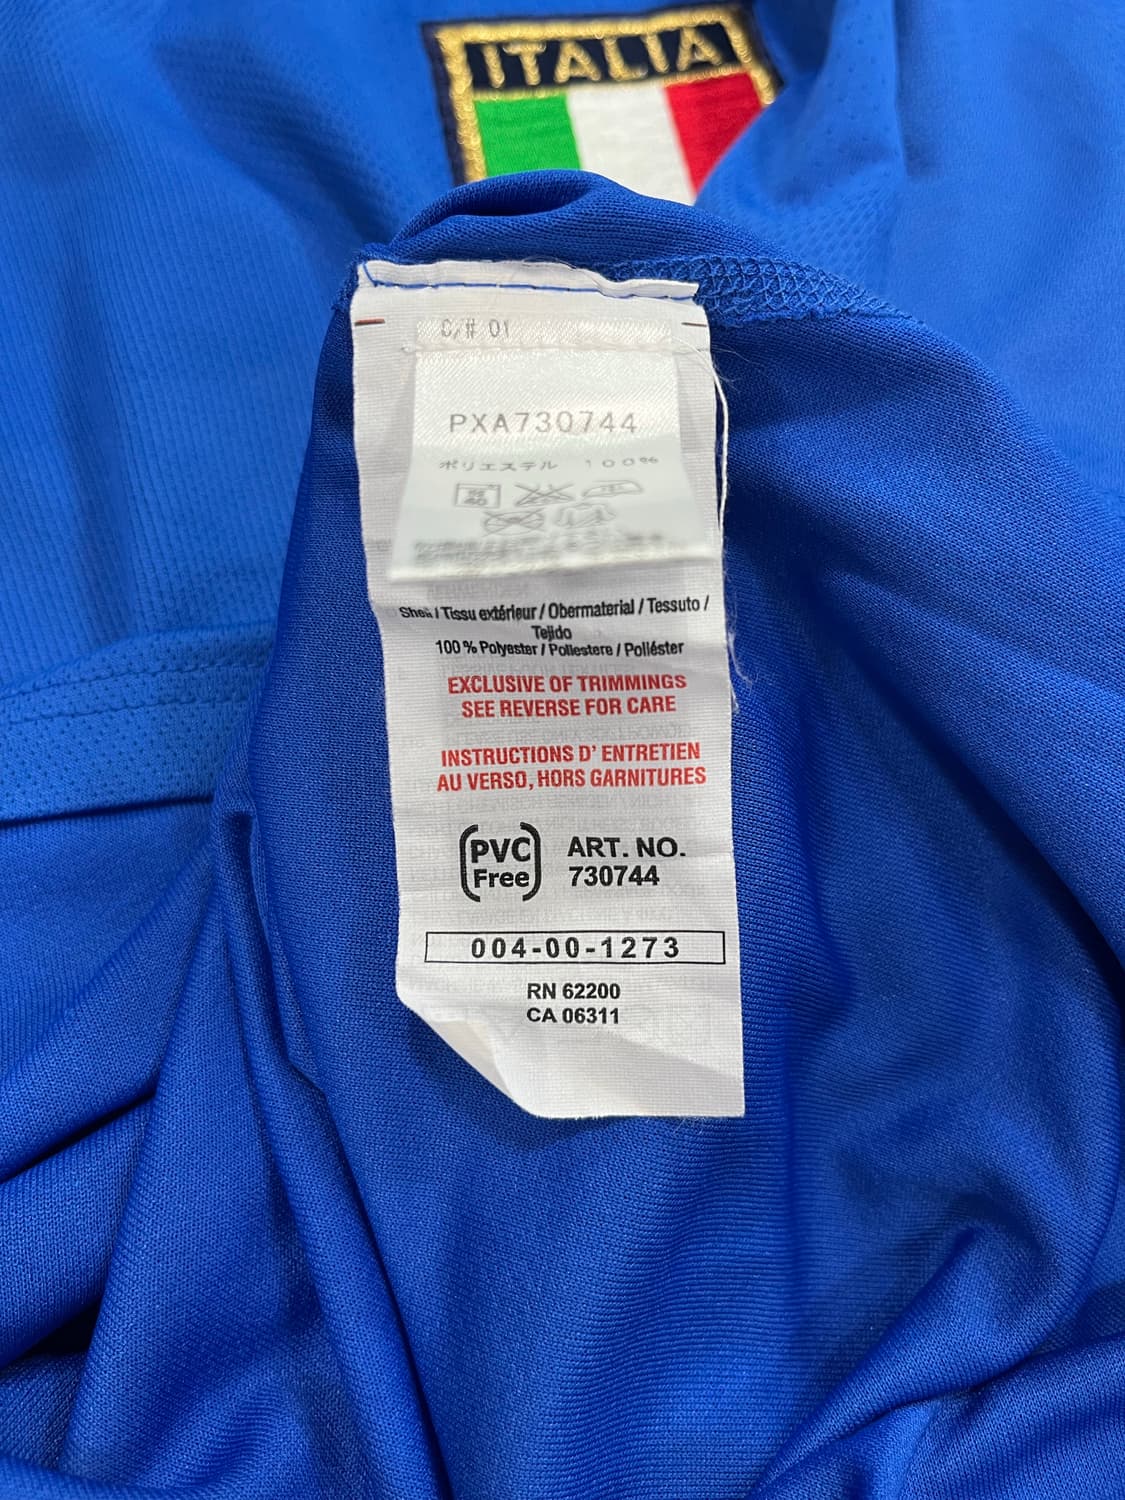 ITALIA
C/# 01
PXA730744
ポリエステル 100%
40
Shell / Tissu extérieur / Obermaterial / Tessuto /
Tejido
100 % Polyester / Poliestere / Poliéster
EXCLUSIVE OF TRIMMINGS
SEE REVERSE FOR CARE
INSTRUCTIONS D' ENTRETIEN
AU VERSO, HORS GARNITURES
PVC
Free
ART. NO.
730744
004-00-1273
RN 62200
CA 06311